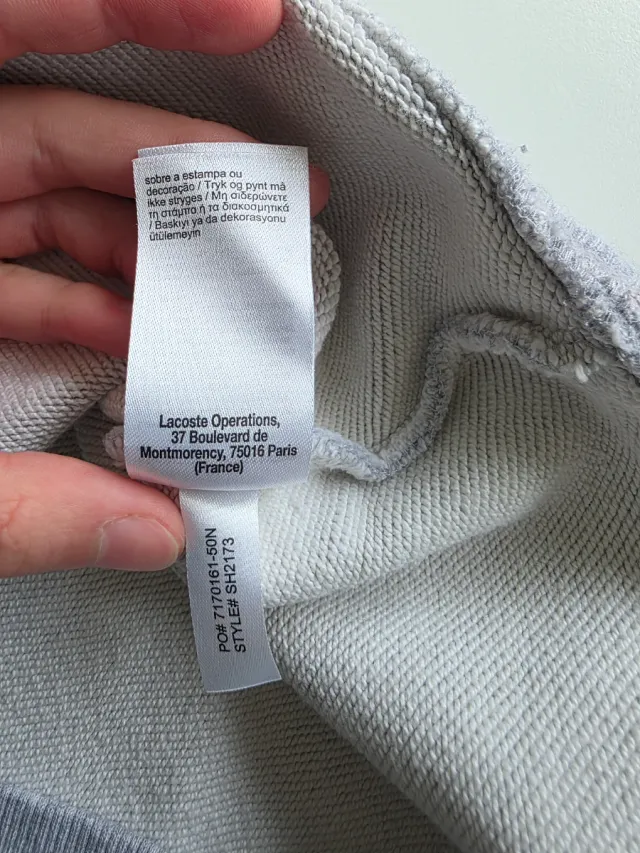 sobre a estampa ou
decoração / Tryk og pynt må
ikke stryges / Μη σιδερώνετε
τη στάμπα ή τα διακοσμητικά
/ Baskıyı ya da dekorasyonu
ütülemeyin
Lacoste Operations,
37 Boulevard de
Montmorency, 75016 Paris
(France)
PO# 7170161-50N
STYLE# SH2173